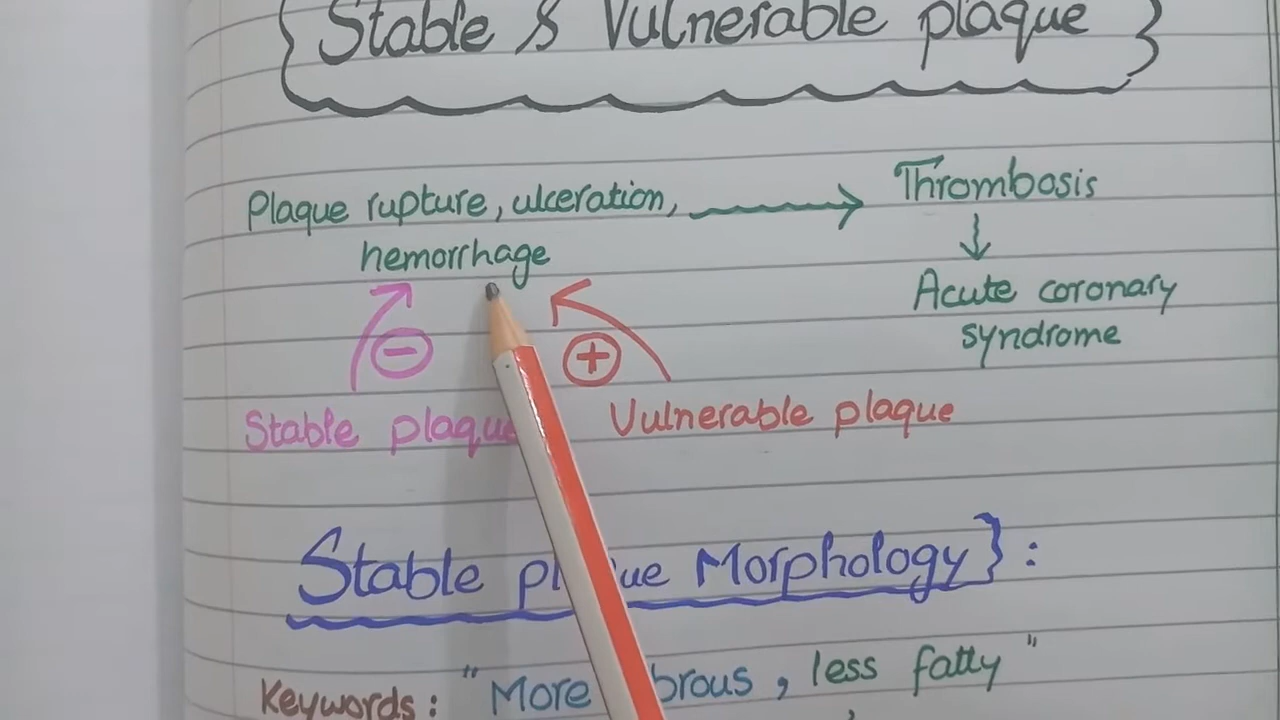 Stable & Vulnerable plaque
Plaque rupture, ulceration,
hemorrhage
Thrombosis
Acute coronary
syndrome
Stable plaque
Vulnerable plaque
Stable Morphology} :
Keywords : "More , less fatty"